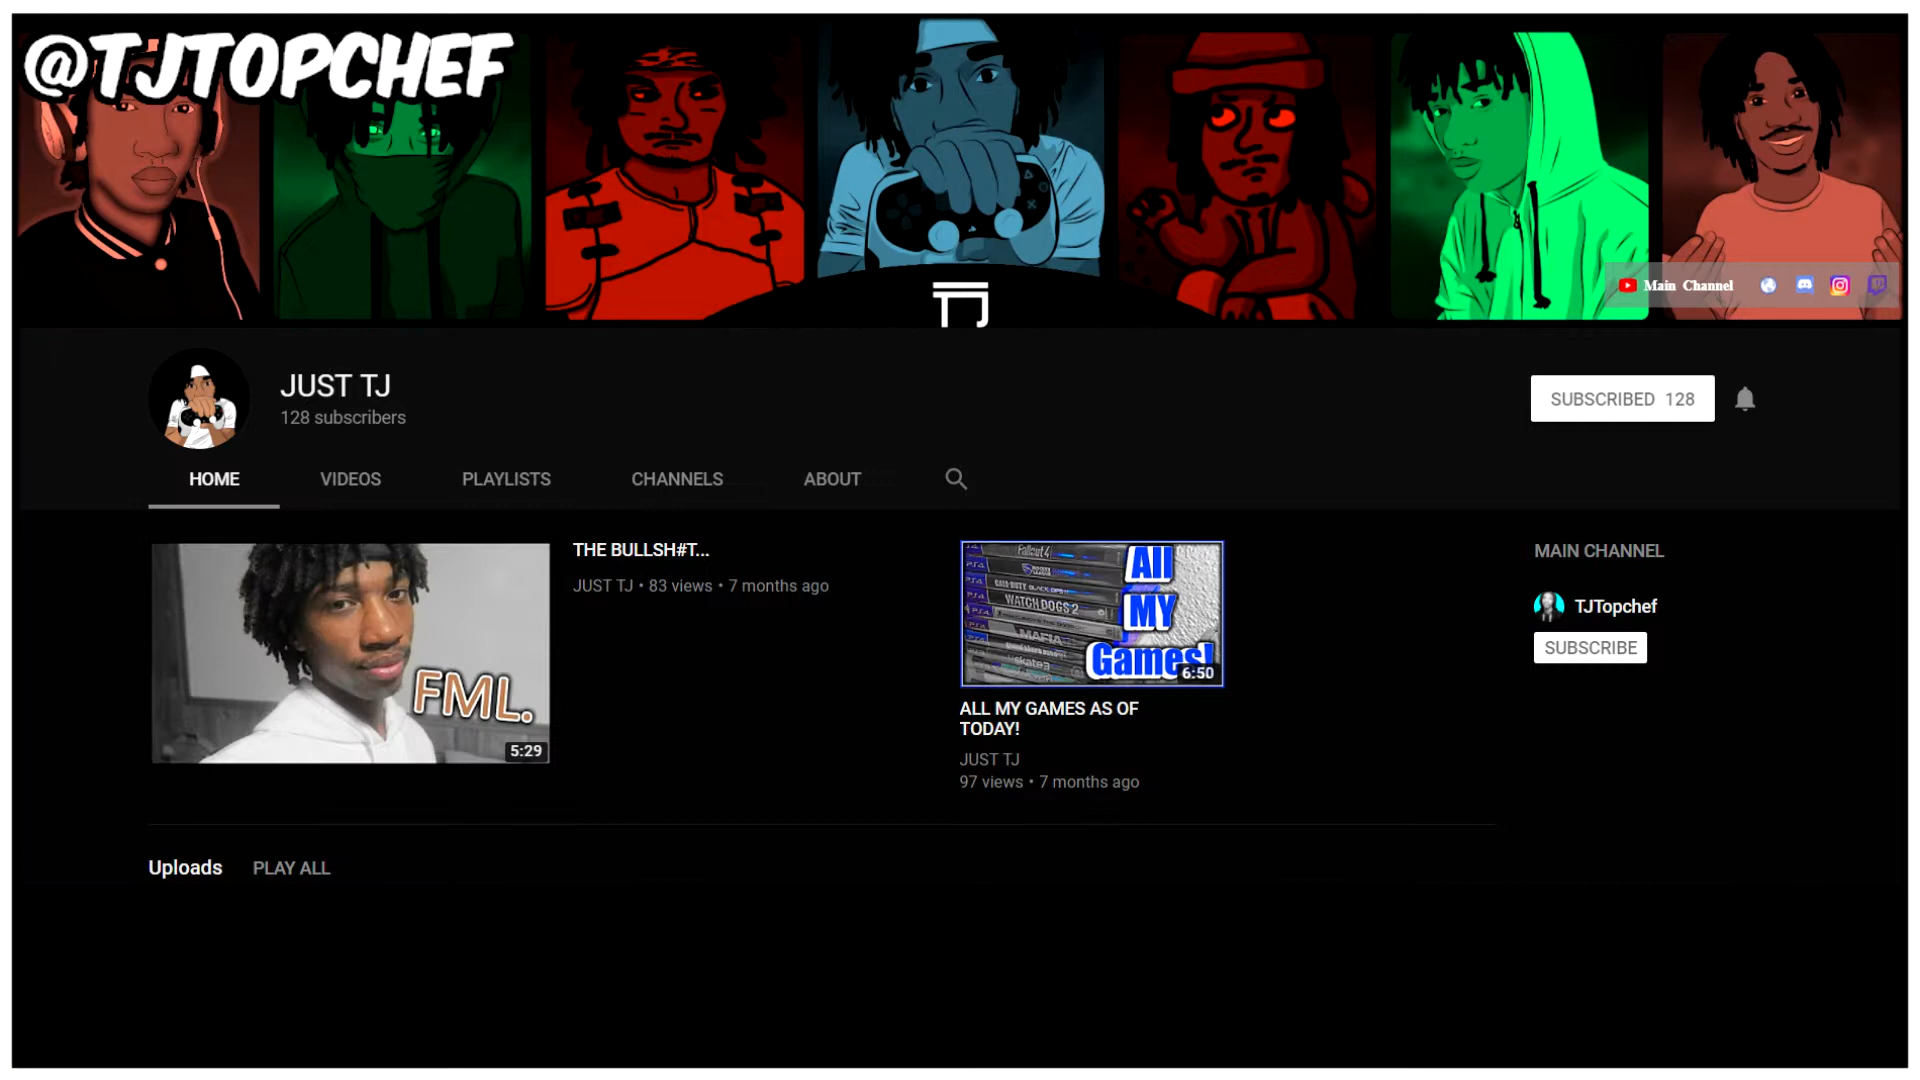 @TJTOPCHEF
Main Channel
JUST TJ
128 subscribers
SUBSCRIBED 128
HOME VIDEOS PLAYLISTS CHANNELS ABOUT
FML.
5:29
THE BULLSH#T...
JUST TJ • 83 views • 7 months ago
Fallout 4
WATCH DOGS 2
MAFIA
skate 3
All
MY
Games!
6:50
ALL MY GAMES AS OF
TODAY!
JUST TJ
97 views • 7 months ago
MAIN CHANNEL
TJTopchef
SUBSCRIBE
Uploads PLAY ALL